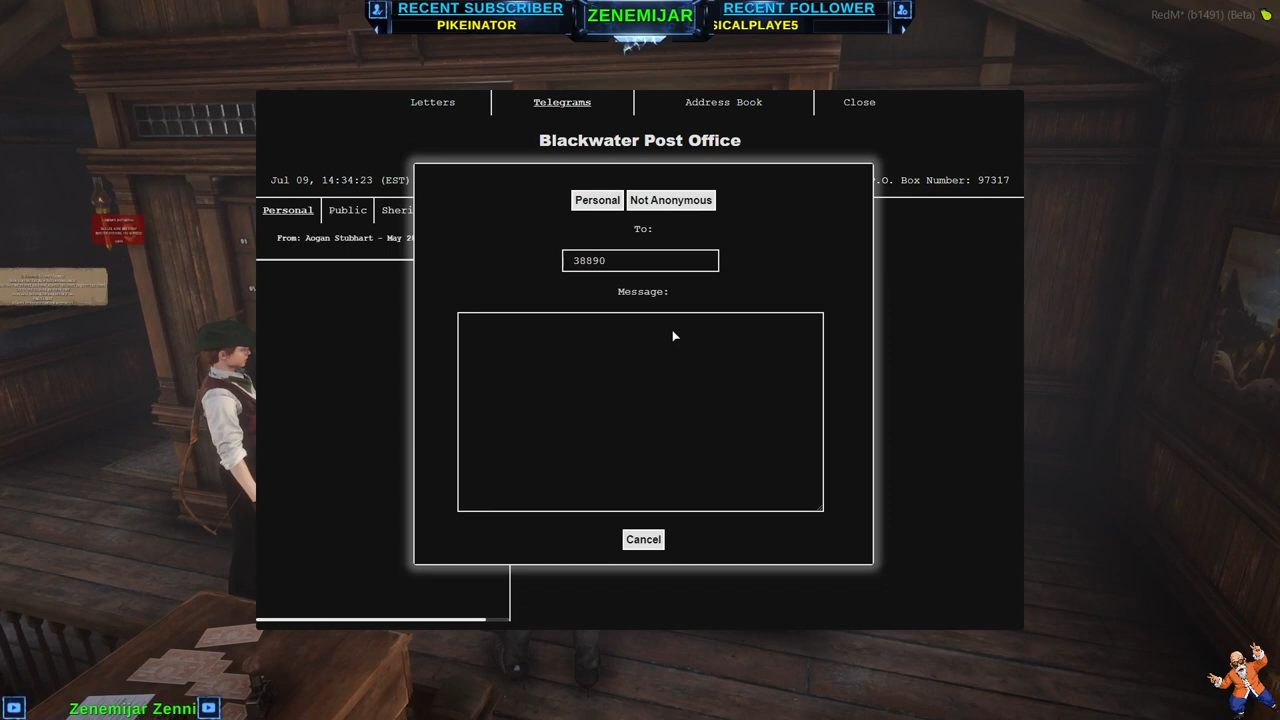 RECENT SUBSCRIBER
PIKEINATOR
ZENEMIJAR
RECENT FOLLOWER
SICALPLAYE5
RedM* (b1491) (Beta)
Letters
Telegrams
Address Book
Close
Blackwater Post Office
Jul 09, 14:34:23 (EST)
P.O. Box Number: 97317
Personal
Public
Sheri
From: Aogan Stubhart - May 2
Personal
Not Anonymous
To:
38890
Message:
Cancel
Zenemijar Zenni